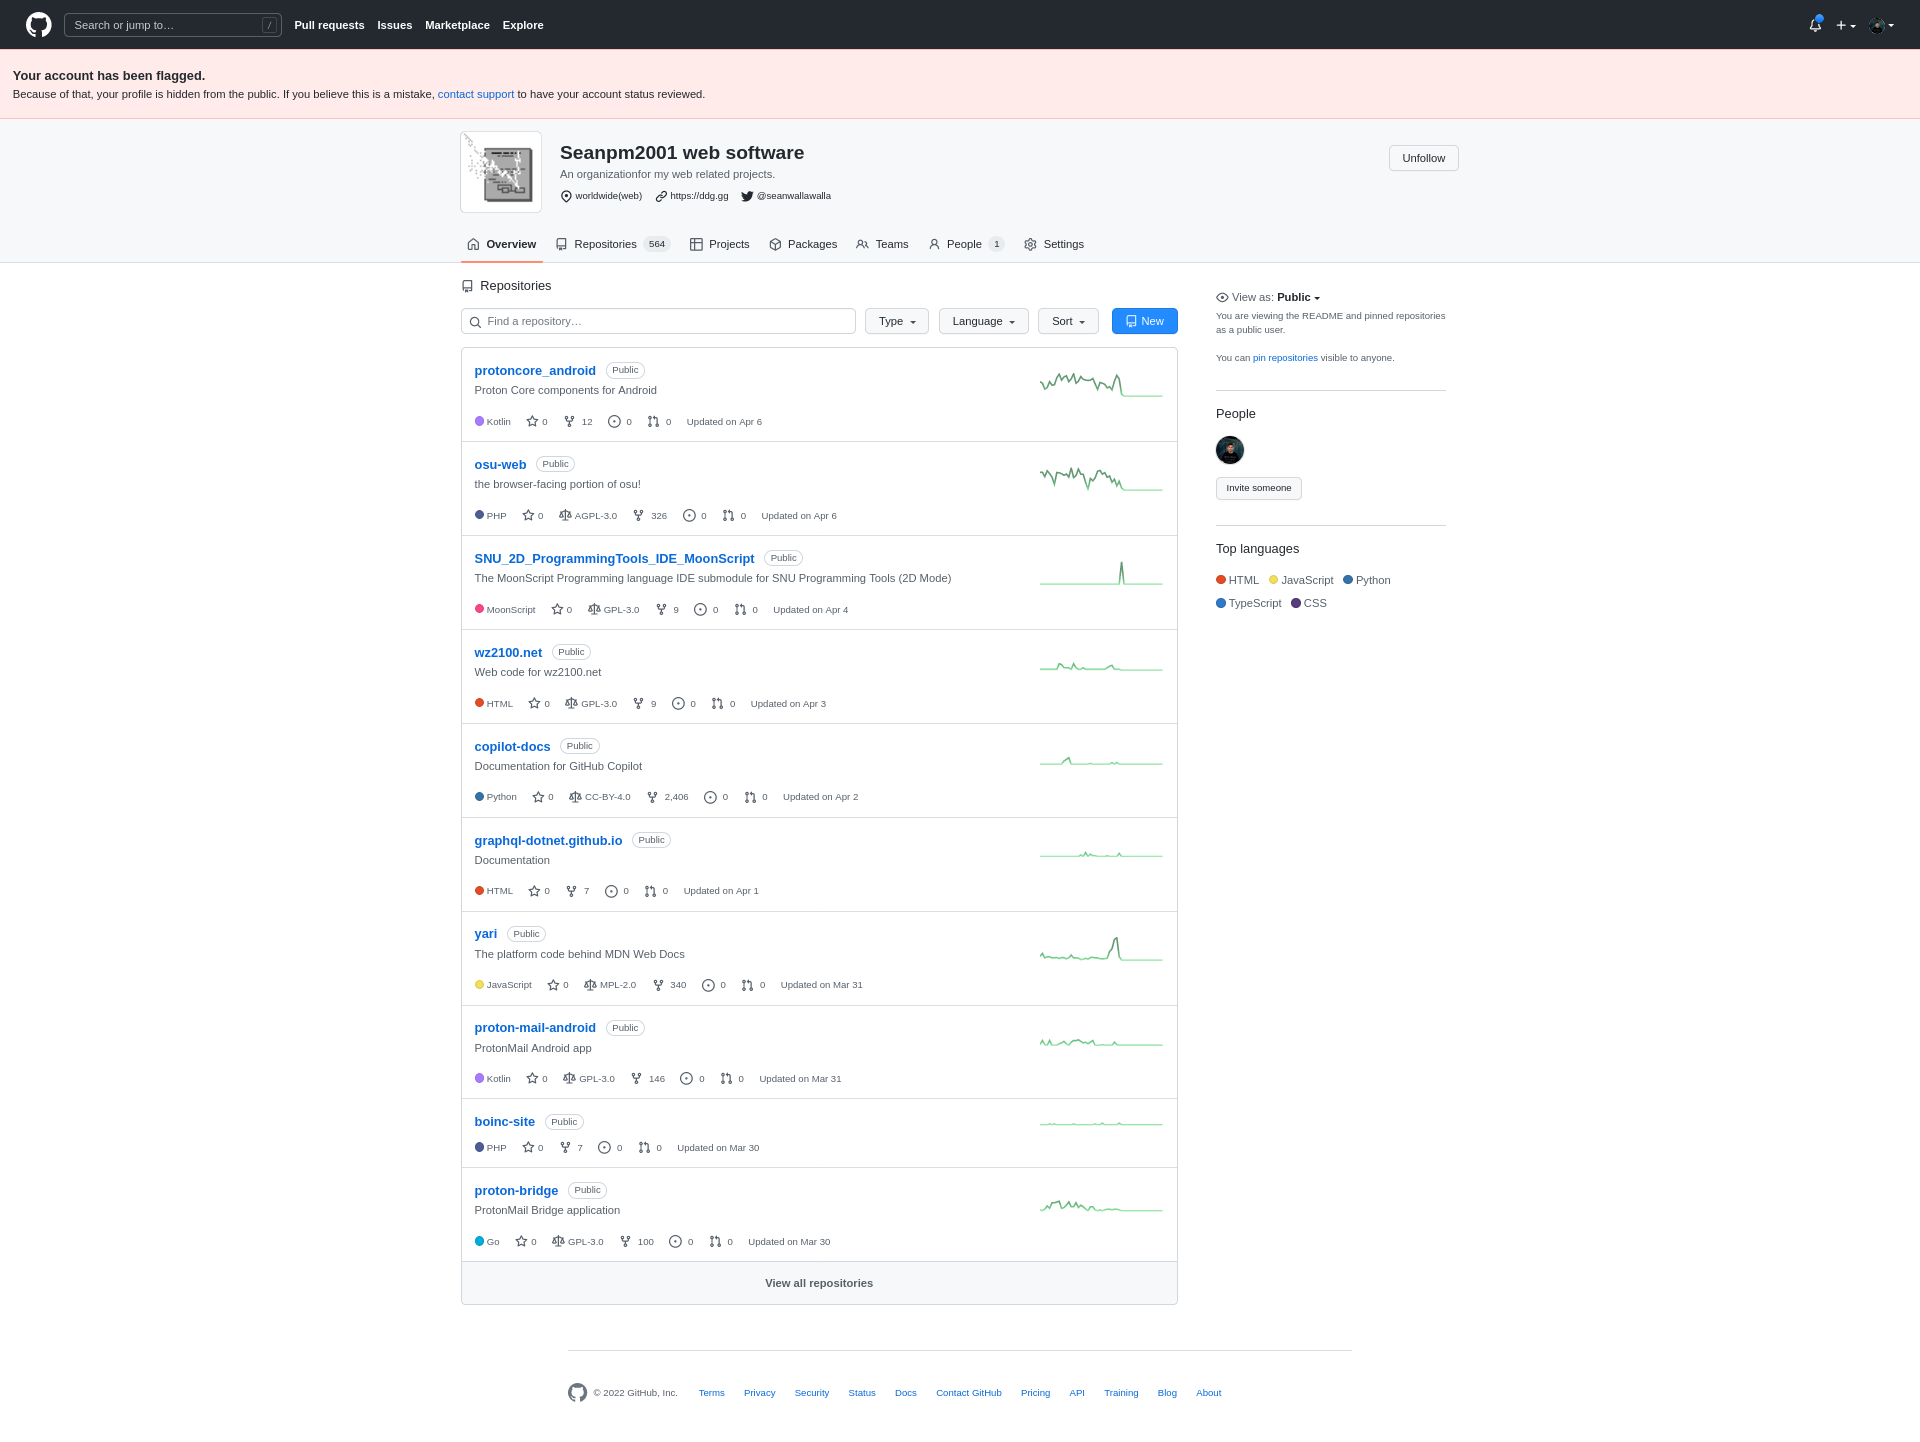 Search or jump to… /
Pull requests Issues Marketplace Explore
Your account has been flagged.
Because of that, your profile is hidden from the public. If you believe this is a mistake, contact support to have your account status reviewed.
Seanpm2001 web software
An organizationfor my web related projects.
worldwide(web) https://ddg.gg @seanwallawalla
Unfollow
Overview Repositories 564 Projects Packages Teams People 1 Settings
Repositories
Find a repository… Type Language Sort New
protoncore_android Public
Proton Core components for Android
Kotlin 0 12 0 0 Updated on Apr 6
osu-web Public
the browser-facing portion of osu!
PHP 0 AGPL-3.0 326 0 0 Updated on Apr 6
SNU_2D_ProgrammingTools_IDE_MoonScript Public
The MoonScript Programming language IDE submodule for SNU Programming Tools (2D Mode)
MoonScript 0 GPL-3.0 9 0 0 Updated on Apr 4
wz2100.net Public
Web code for wz2100.net
HTML 0 GPL-3.0 9 0 0 Updated on Apr 3
copilot-docs Public
Documentation for GitHub Copilot
Python 0 CC-BY-4.0 2,406 0 0 Updated on Apr 2
graphql-dotnet.github.io Public
Documentation
HTML 0 7 0 0 Updated on Apr 1
yari Public
The platform code behind MDN Web Docs
JavaScript 0 MPL-2.0 340 0 0 Updated on Mar 31
proton-mail-android Public
ProtonMail Android app
Kotlin 0 GPL-3.0 146 0 0 Updated on Mar 31
boinc-site Public
PHP 0 7 0 0 Updated on Mar 30
proton-bridge Public
ProtonMail Bridge application
Go 0 GPL-3.0 100 0 0 Updated on Mar 30
View all repositories
View as: Public
You are viewing the README and pinned repositories
as a public user.
You can pin repositories visible to anyone.
People
Invite someone
Top languages
HTML JavaScript Python
TypeScript CSS
© 2022 GitHub, Inc. Terms Privacy Security Status Docs Contact GitHub Pricing API Training Blog About